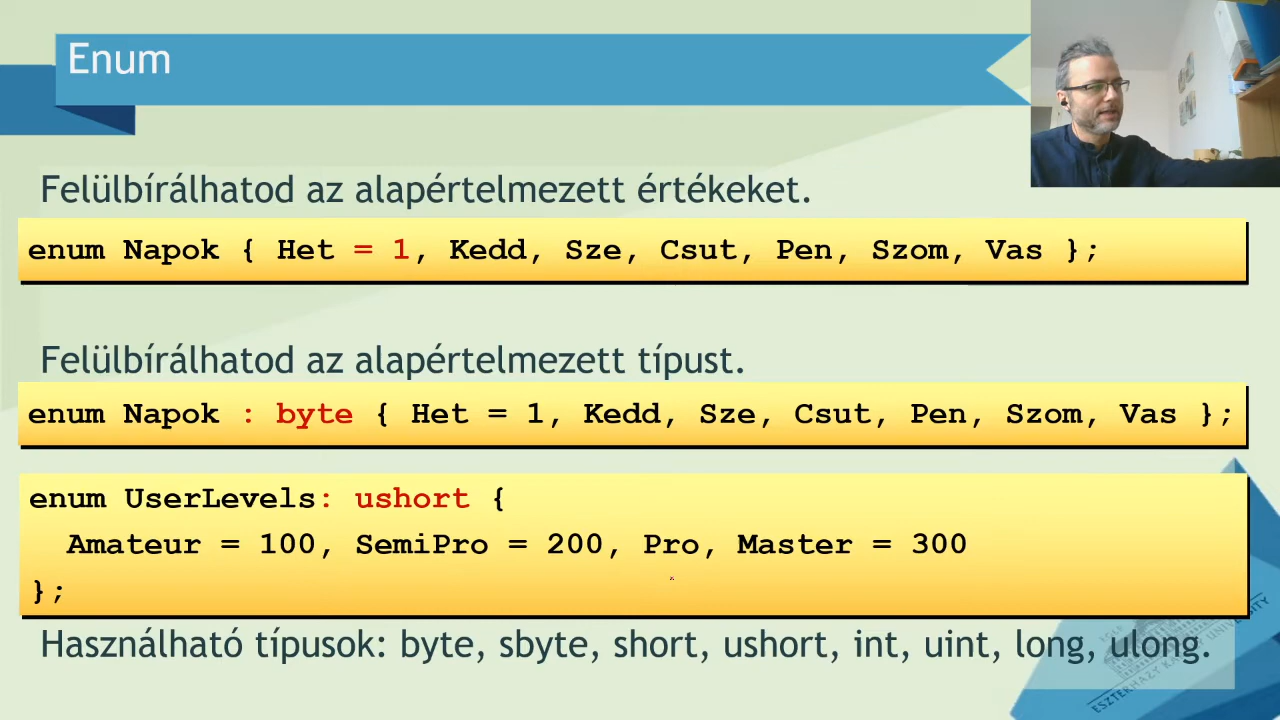 Enum
Felülbírálhatod az alapértelmezett értékeket.
enum Napok { Het = 1, Kedd, Sze, Csut, Pen, Szom, Vas };
Felülbírálhatod az alapértelmezett típust.
enum Napok : byte { Het = 1, Kedd, Sze, Csut, Pen, Szom, Vas };
enum UserLevels: ushort {
Amateur = 100, SemiPro = 200, Pro, Master = 300
};
Használható típusok: byte, sbyte, short, ushort, int, uint, long, ulong.